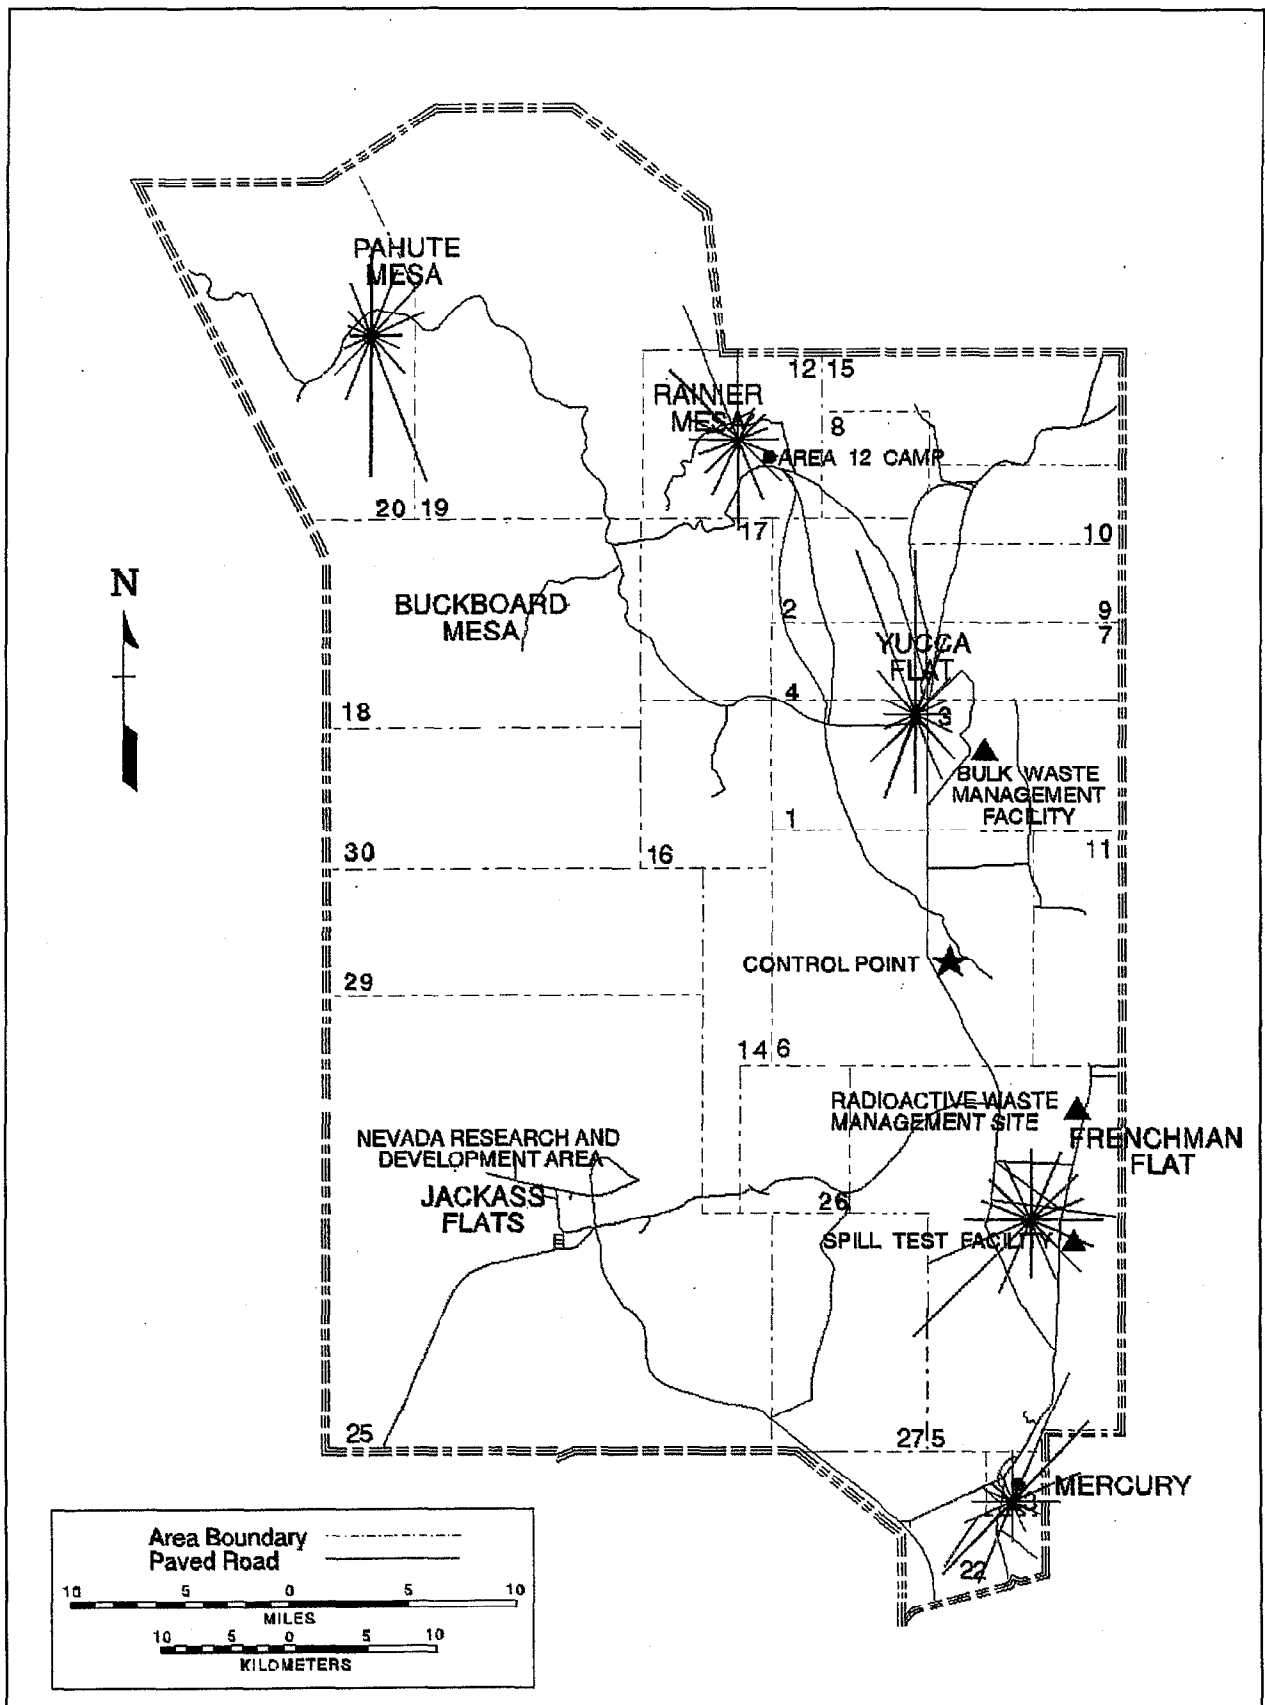 PAHUTE
MESA
12 15
RAINIER
MESA
8
AREA 12 CAMP
20 19
17
10
N
BUCKBOARD
MESA
2
9
7
YUCCA
FLAT
4
18
3
BULK WASTE
MANAGEMENT
FACILITY
1
30
16
11
CONTROL POINT
29
14 6
RADIOACTIVE WASTE
MANAGEMENT SITE
NEVADA RESEARCH AND
DEVELOPMENT AREA
FRENCHMAN
FLAT
JACKASS
FLATS
26
SPILL TEST FACILITY
25
27 5
MERCURY
22
Area Boundary
Paved Road
10 5 0 5 10
MILES
10 5 0 5 10
KILOMETERS